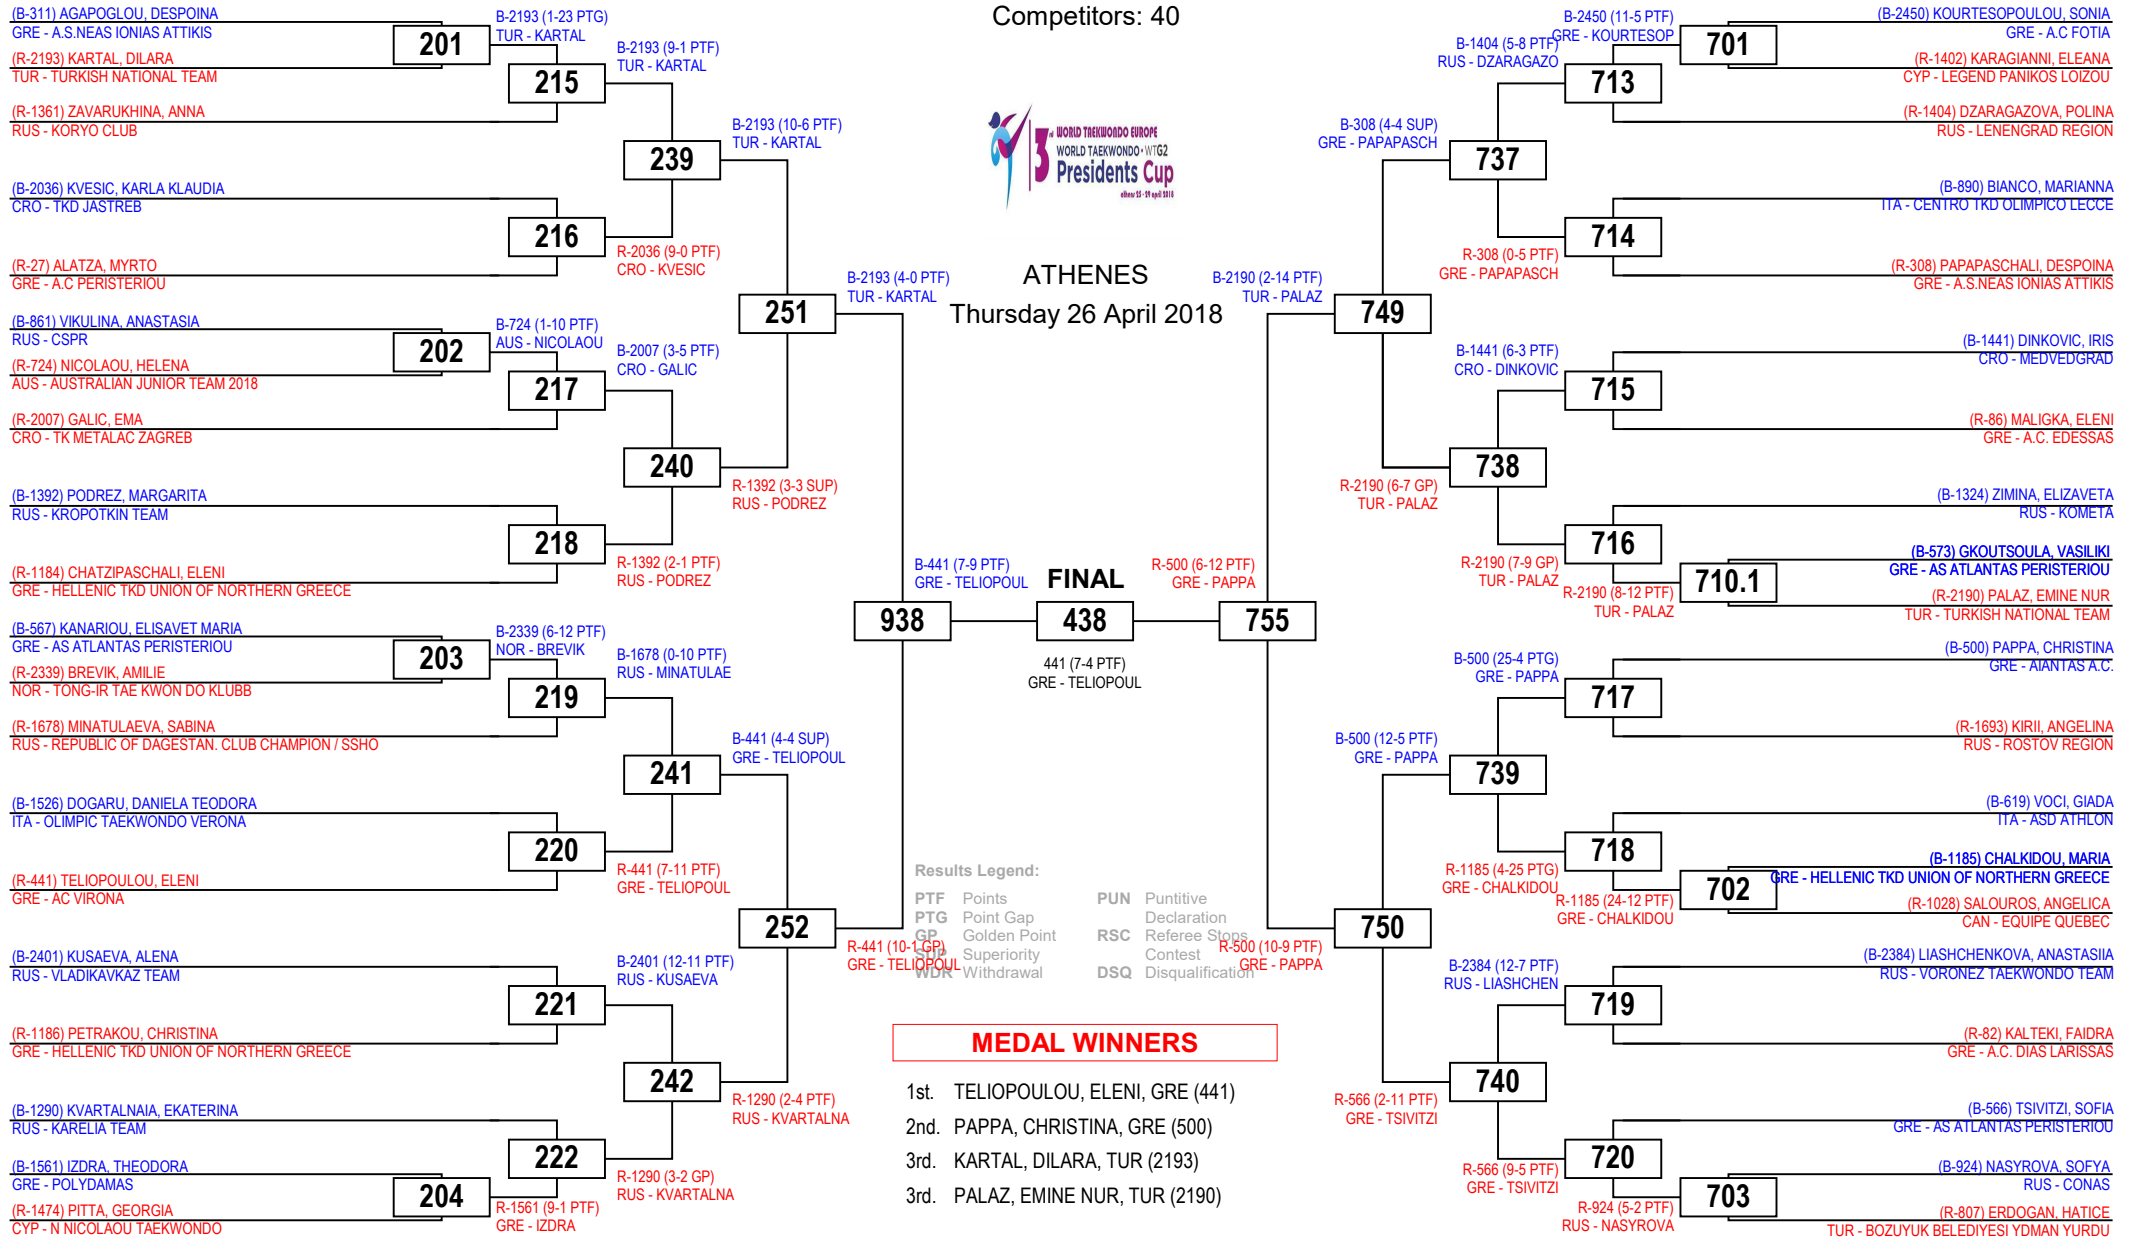 Competitors: 40
3rd WORLD TAEKWONDO EUROPE
WORLD TAEKWONDO • WTG2
Presidents Cup
athens 25 - 29 april 2018
ATHENES
Thursday 26 April 2018
(B-311) AGAPOGLOU, DESPOINA
GRE - A.S.NEAS IONIAS ATTIKIS
(R-2193) KARTAL, DILARA
TUR - TURKISH NATIONAL TEAM
(R-1361) ZAVARUKHINA, ANNA
RUS - KORYO CLUB
(B-2036) KVESIC, KARLA KLAUDIA
CRO - TKD JASTREB
(R-27) ALATZA, MYRTO
GRE - A.C PERISTERIOU
(B-861) VIKULINA, ANASTASIA
RUS - CSPR
(R-724) NICOLAOU, HELENA
AUS - AUSTRALIAN JUNIOR TEAM 2018
(R-2007) GALIC, EMA
CRO - TK METALAC ZAGREB
(B-1392) PODREZ, MARGARITA
RUS - KROPOTKIN TEAM
(R-1184) CHATZIPASCHALI, ELENI
GRE - HELLENIC TKD UNION OF NORTHERN GREECE
(B-567) KANARIOU, ELISAVET MARIA
GRE - AS ATLANTAS PERISTERIOU
(R-2339) BREVIK, AMILIE
NOR - TONG-IR TAE KWON DO KLUBB
(R-1678) MINATULAEVA, SABINA
RUS - REPUBLIC OF DAGESTAN. CLUB CHAMPION / SSHO
(B-1526) DOGARU, DANIELA TEODORA
ITA - OLIMPIC TAEKWONDO VERONA
(R-441) TELIOPOULOU, ELENI
GRE - AC VIRONA
(B-2401) KUSAEVA, ALENA
RUS - VLADIKAVKAZ TEAM
(R-1186) PETRAKOU, CHRISTINA
GRE - HELLENIC TKD UNION OF NORTHERN GREECE
(B-1290) KVARTALNAIA, EKATERINA
RUS - KARELIA TEAM
(B-1561) IZDRA, THEODORA
GRE - POLYDAMAS
(R-1474) PITTA, GEORGIA
CYP - N NICOLAOU TAEKWONDO
201
202
203
204
B-2193 (1-23 PTG)
TUR - KARTAL
B-724 (1-10 PTF)
AUS - NICOLAOU
B-2339 (6-12 PTF)
NOR - BREVIK
R-1561 (9-1 PTF)
GRE - IZDRA
215
216
217
218
219
220
221
222
B-2193 (9-1 PTF)
TUR - KARTAL
R-2036 (9-0 PTF)
CRO - KVESIC
B-2007 (3-5 PTF)
CRO - GALIC
R-1392 (2-1 PTF)
RUS - PODREZ
B-1678 (0-10 PTF)
RUS - MINATULAE
R-441 (7-11 PTF)
GRE - TELIOPOUL
B-2401 (12-11 PTF)
RUS - KUSAEVA
R-1290 (3-2 GP)
RUS - KVARTALNA
239
240
241
242
B-2193 (10-6 PTF)
TUR - KARTAL
R-1392 (3-3 SUP)
RUS - PODREZ
B-441 (4-4 SUP)
GRE - TELIOPOUL
R-1290 (2-4 PTF)
RUS - KVARTALNA
251
252
B-2193 (4-0 PTF)
TUR - KARTAL
R-441 (10-1 GP)
GRE - TELIOPOUL
938
B-441 (7-9 PTF)
GRE - TELIOPOUL
FINAL
438
441 (7-4 PTF)
GRE - TELIOPOUL
R-500 (6-12 PTF)
GRE - PAPPA
755
B-2190 (2-14 PTF)
TUR - PALAZ
R-500 (10-9 PTF)
GRE - PAPPA
749
750
B-308 (4-4 SUP)
GRE - PAPAPASCH
R-2190 (6-7 GP)
TUR - PALAZ
B-500 (12-5 PTF)
GRE - PAPPA
R-566 (2-11 PTF)
GRE - TSIVITZI
737
738
739
740
B-1404 (5-8 PTF)
RUS - DZARAGAZO
R-308 (0-5 PTF)
GRE - PAPAPASCH
B-1441 (6-3 PTF)
CRO - DINKOVIC
R-2190 (7-9 GP)
TUR - PALAZ
B-500 (25-4 PTG)
GRE - PAPPA
R-1185 (4-25 PTG)
GRE - CHALKIDOU
B-2384 (12-7 PTF)
RUS - LIASHCHEN
R-566 (9-5 PTF)
GRE - TSIVITZI
713
714
715
716
717
718
719
720
B-2450 (11-5 PTF)
GRE - KOURTESOP
R-2190 (8-12 PTF)
TUR - PALAZ
R-1185 (24-12 PTF)
GRE - CHALKIDOU
R-924 (5-2 PTF)
RUS - NASYROVA
701
710.1
702
703
(B-2450) KOURTESOPOULOU, SONIA
GRE - A.C FOTIA
(R-1402) KARAGIANNI, ELEANA
CYP - LEGEND PANIKOS LOIZOU
(R-1404) DZARAGAZOVA, POLINA
RUS - LENENGRAD REGION
(B-890) BIANCO, MARIANNA
ITA - CENTRO TKD OLIMPICO LECCE
(R-308) PAPAPASCHALI, DESPOINA
GRE - A.S.NEAS IONIAS ATTIKIS
(B-1441) DINKOVIC, IRIS
CRO - MEDVEDGRAD
(R-86) MALIGKA, ELENI
GRE - A.C. EDESSAS
(B-1324) ZIMINA, ELIZAVETA
RUS - KOMETA
(B-573) GKOUTSOULA, VASILIKI
GRE - AS ATLANTAS PERISTERIOU
(R-2190) PALAZ, EMINE NUR
TUR - TURKISH NATIONAL TEAM
(B-500) PAPPA, CHRISTINA
GRE - AIANTAS A.C.
(R-1693) KIRII, ANGELINA
RUS - ROSTOV REGION
(B-619) VOCI, GIADA
ITA - ASD ATHLON
(B-1185) CHALKIDOU, MARIA
GRE - HELLENIC TKD UNION OF NORTHERN GREECE
(R-1028) SALOUROS, ANGELICA
CAN - EQUIPE QUEBEC
(B-2384) LIASHCHENKOVA, ANASTASIIA
RUS - VORONEZ TAEKWONDO TEAM
(R-82) KALTEKI, FAIDRA
GRE - A.C. DIAS LARISSAS
(B-566) TSIVITZI, SOFIA
GRE - AS ATLANTAS PERISTERIOU
(B-924) NASYROVA, SOFYA
RUS - CONAS
(R-807) ERDOGAN, HATICE
TUR - BOZUYUK BELEDIYESI YDMAN YURDU
Results Legend:
PTF Points PUN Puntitive
PTG Point Gap Declaration
GP Golden Point RSC Referee Stops
SUP Superiority Contest
WDR Withdrawal DSQ Disqualification
MEDAL WINNERS
1st. TELIOPOULOU, ELENI, GRE (441)
2nd. PAPPA, CHRISTINA, GRE (500)
3rd. KARTAL, DILARA, TUR (2193)
3rd. PALAZ, EMINE NUR, TUR (2190)